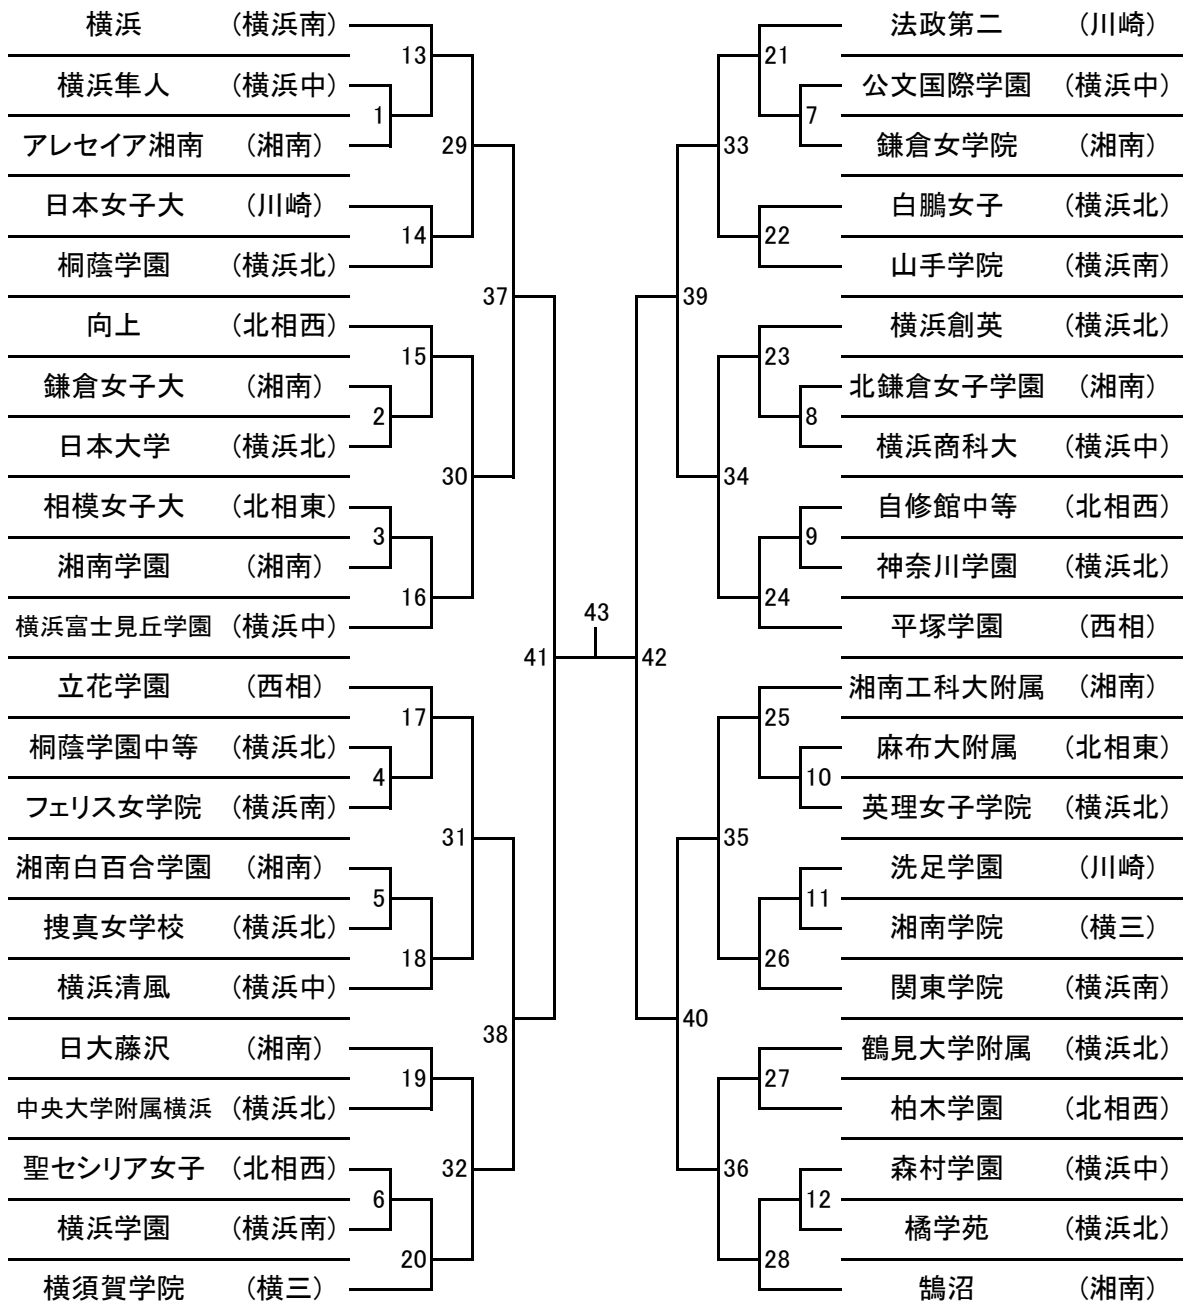 横浜 （横浜南）
13
横浜隼人 （横浜中）
1
アレセイア湘南 （湘南）
29
日本女子大 （川崎）
14
桐蔭学園 （横浜北）
37
向上 （北相西）
15
鎌倉女子大 （湘南）
2
日本大学 （横浜北）
30
相模女子大 （北相東）
3
湘南学園 （湘南）
16
横浜富士見丘学園 （横浜中）
41
立花学園 （西相）
17
桐蔭学園中等 （横浜北）
4
フェリス女学院 （横浜南）
31
湘南白百合学園 （湘南）
5
捜真女学校 （横浜北）
18
横浜清風 （横浜中）
38
日大藤沢 （湘南）
19
中央大学附属横浜 （横浜北）
32
聖セシリア女子 （北相西）
6
横浜学園 （横浜南）
20
横須賀学院 （横三）
43
法政第二 （川崎）
21
公文国際学園 （横浜中）
7
鎌倉女学院 （湘南）
33
白鵬女子 （横浜北）
22
山手学院 （横浜南）
39
横浜創英 （横浜北）
23
北鎌倉女子学園 （湘南）
8
横浜商科大 （横浜中）
34
自修館中等 （北相西）
9
神奈川学園 （横浜北）
24
平塚学園 （西相）
42
湘南工科大附属 （湘南）
25
麻布大附属 （北相東）
10
英理女子学院 （横浜北）
35
洗足学園 （川崎）
11
湘南学院 （横三）
26
関東学院 （横浜南）
40
鶴見大学附属 （横浜北）
27
柏木学園 （北相西）
36
森村学園 （横浜中）
12
橘学苑 （横浜北）
28
鵠沼 （湘南）